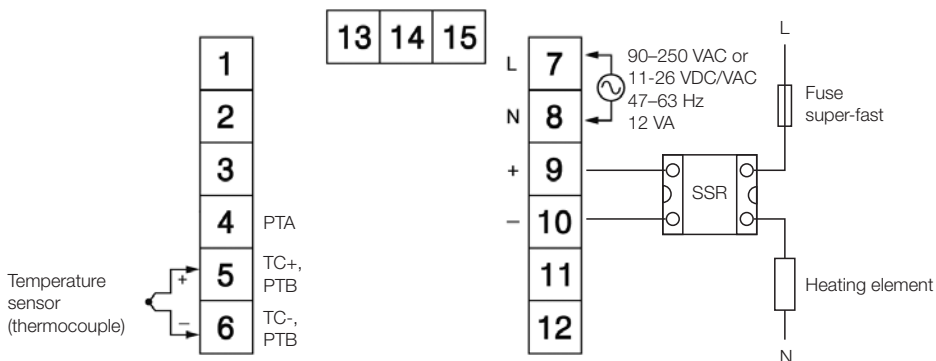 13 14 15
1
2
3
4 PTA
5 TC+,
PTB
6 TC-,
PTB
+
–
Temperature
sensor
(thermocouple)
L 7
N 8
+ 9
– 10
11
12
90–250 VAC or
11-26 VDC/VAC
47–63 Hz
12 VA
SSR
L
Fuse
super-fast
Heating element
N